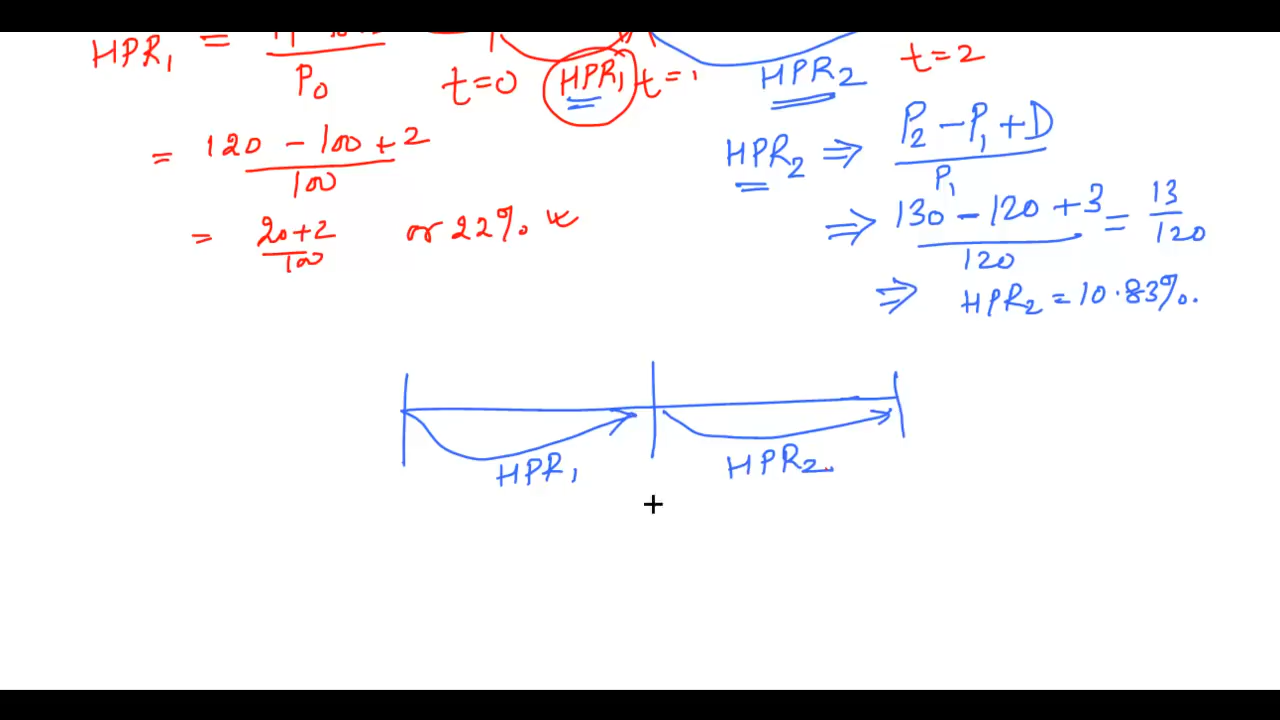 HPR₁ =
P₀
t=0 HPR₁ t=1 HPR₂ t=2
= 120 - 100 + 2
100
= 20+2 or 22%
100
HPR₂ ⇒ P₂ - P₁ + D
P₁
⇒ 130 - 120 + 3 = 13
120 120
⇒ HPR₂ = 10.83%.
HPR₁ HPR₂